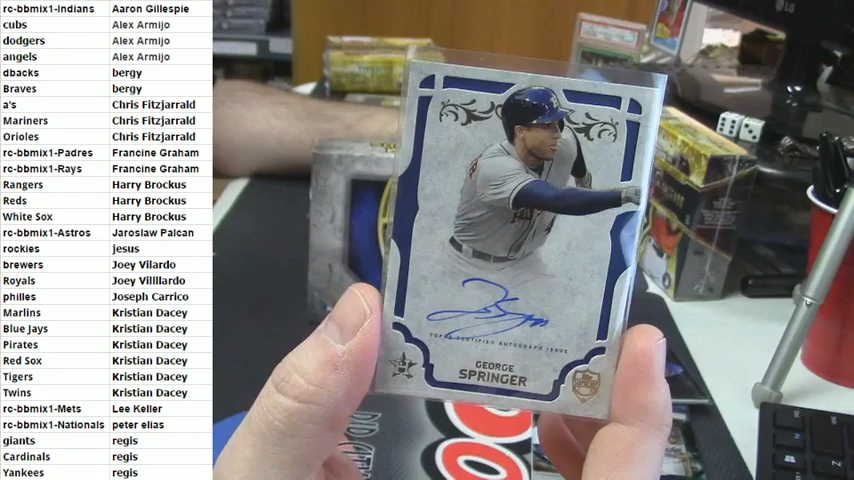 rc-bbmix1-Indians Aaron Gillespie
cubs Alex Armijo
dodgers Alex Armijo
angels Alex Armijo
dbacks bergy
Braves bergy
a's Chris Fitzjarrald
Mariners Chris Fitzjarrald
Orioles Chris Fitzjarrald
rc-bbmix1-Padres Francine Graham
rc-bbmix1-Rays Francine Graham
Rangers Harry Brockus
Reds Harry Brockus
White Sox Harry Brockus
rc-bbmix1-Astros Jaroslaw Palcan
rockies jesus
brewers Joey Vilardo
Royals Joey Villllardo
philles Joseph Carrico
Marlins Kristian Dacey
Blue Jays Kristian Dacey
Pirates Kristian Dacey
Red Sox Kristian Dacey
Tigers Kristian Dacey
Twins Kristian Dacey
rc-bbmix1-Mets Lee Keller
rc-bbmix1-Nationals peter elias
giants regis
Cardinals regis
Yankees regis
TOPPS CERTIFIED AUTOGRAPH ISSUE
GEORGE
SPRINGER
LG